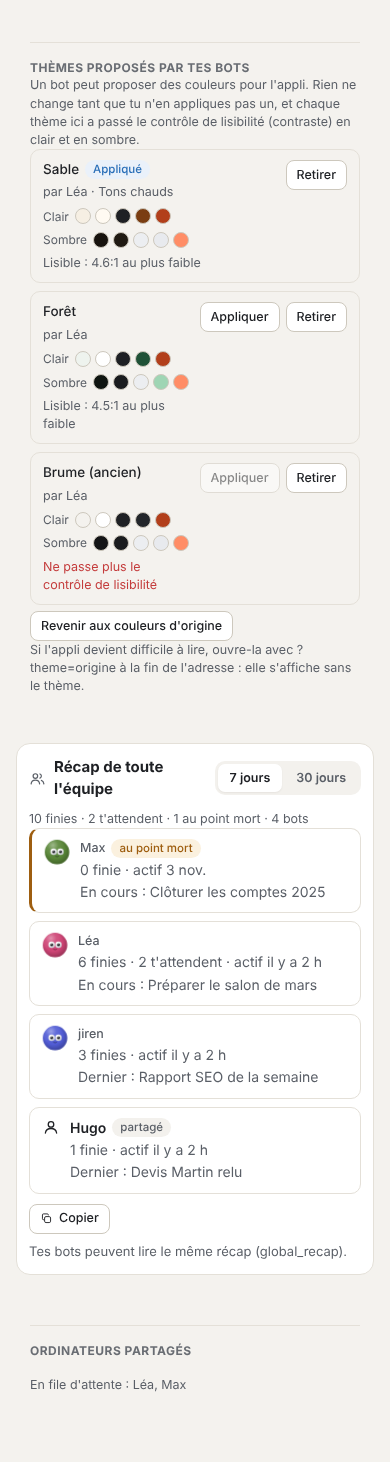 THÈMES PROPOSÉS PAR TES BOTS
Un bot peut proposer des couleurs pour l'appli. Rien ne
change tant que tu n'en appliques pas un, et chaque
thème ici a passé le contrôle de lisibilité (contraste) en
clair et en sombre.
Sable Appliqué Retirer
par Léa · Tons chauds
Clair
Sombre
Lisible : 4.6:1 au plus faible
Forêt Appliquer Retirer
par Léa
Clair
Sombre
Lisible : 4.5:1 au plus
faible
Brume (ancien) Appliquer Retirer
par Léa
Clair
Sombre
Ne passe plus le
contrôle de lisibilité
Revenir aux couleurs d'origine
Si l'appli devient difficile à lire, ouvre-la avec ?
theme=origine à la fin de l'adresse : elle s'affiche sans
le thème.
Récap de toute
l'équipe
7 jours 30 jours
10 finies · 2 t'attendent · 1 au point mort · 4 bots
Max au point mort
0 finie · actif 3 nov.
En cours : Clôturer les comptes 2025
Léa
6 finies · 2 t'attendent · actif il y a 2 h
En cours : Préparer le salon de mars
jiren
3 finies · actif il y a 2 h
Dernier : Rapport SEO de la semaine
Hugo partagé
1 finie · actif il y a 2 h
Dernier : Devis Martin relu
Copier
Tes bots peuvent lire le même récap (global_recap).
ORDINATEURS PARTAGÉS
En file d'attente : Léa, Max